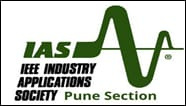 IAS
®
IEEE INDUSTRY
APPLICATIONS
SOCIETY Pune Section